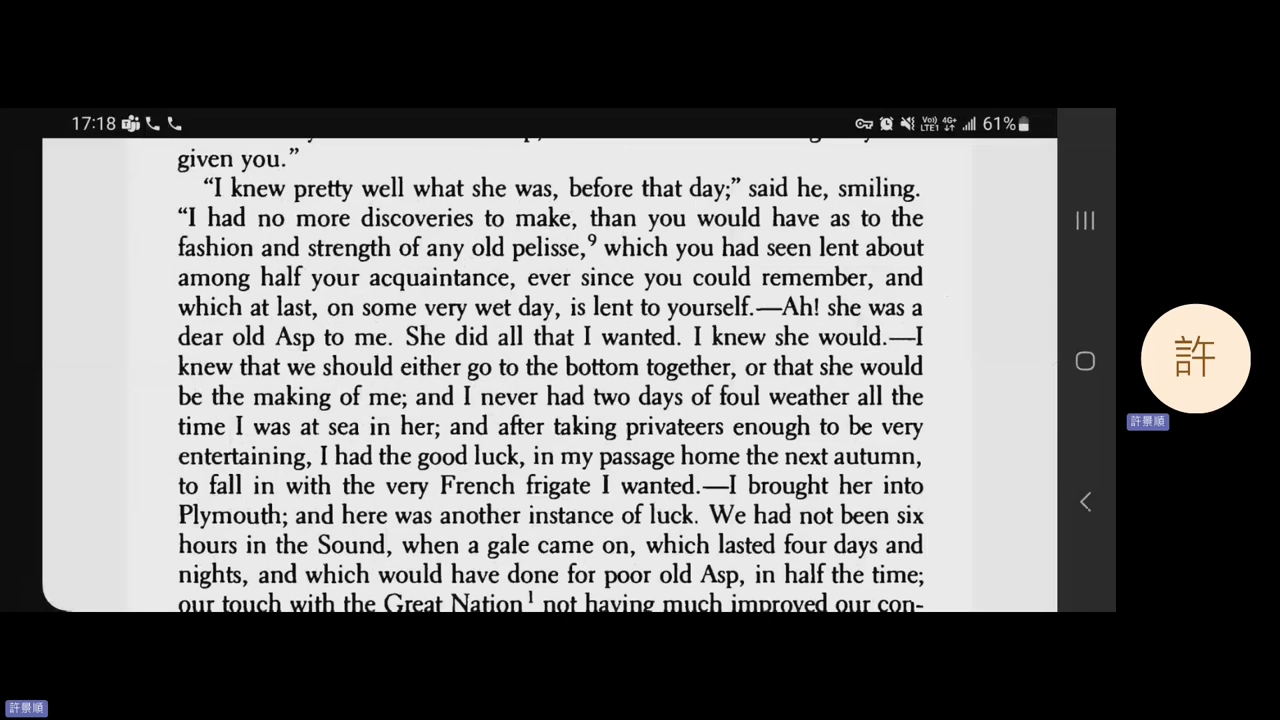 17:18
Vo) LTE1 4G+ 61%
given you.”
“I knew pretty well what she was, before that day;” said he, smiling.
“I had no more discoveries to make, than you would have as to the
fashion and strength of any old pelisse,⁹ which you had seen lent about
among half your acquaintance, ever since you could remember, and
which at last, on some very wet day, is lent to yourself.—Ah! she was a
dear old Asp to me. She did all that I wanted. I knew she would.—I
knew that we should either go to the bottom together, or that she would
be the making of me; and I never had two days of foul weather all the
time I was at sea in her; and after taking privateers enough to be very
entertaining, I had the good luck, in my passage home the next autumn,
to fall in with the very French frigate I wanted.—I brought her into
Plymouth; and here was another instance of luck. We had not been six
hours in the Sound, when a gale came on, which lasted four days and
nights, and which would have done for poor old Asp, in half the time;
our touch with the Great Nation¹ not having much improved our con-
許
許景順
許景順